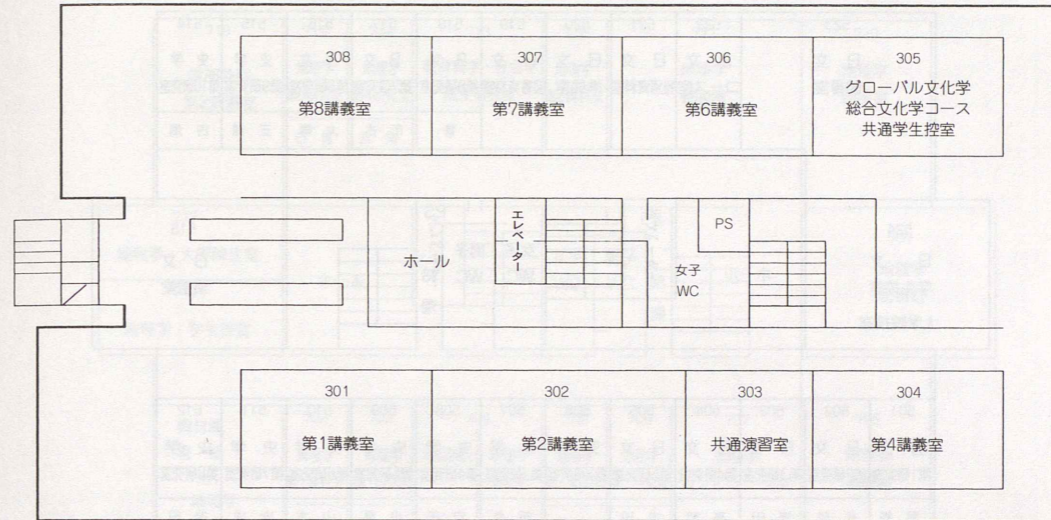 308
第8講義室
307
第7講義室
306
第6講義室
305
グローバル文化学
総合文化学コース
共通学生控室
ホール
エレベーター
PS
女子
WC
301
第1講義室
302
第2講義室
303
共通演習室
304
第4講義室